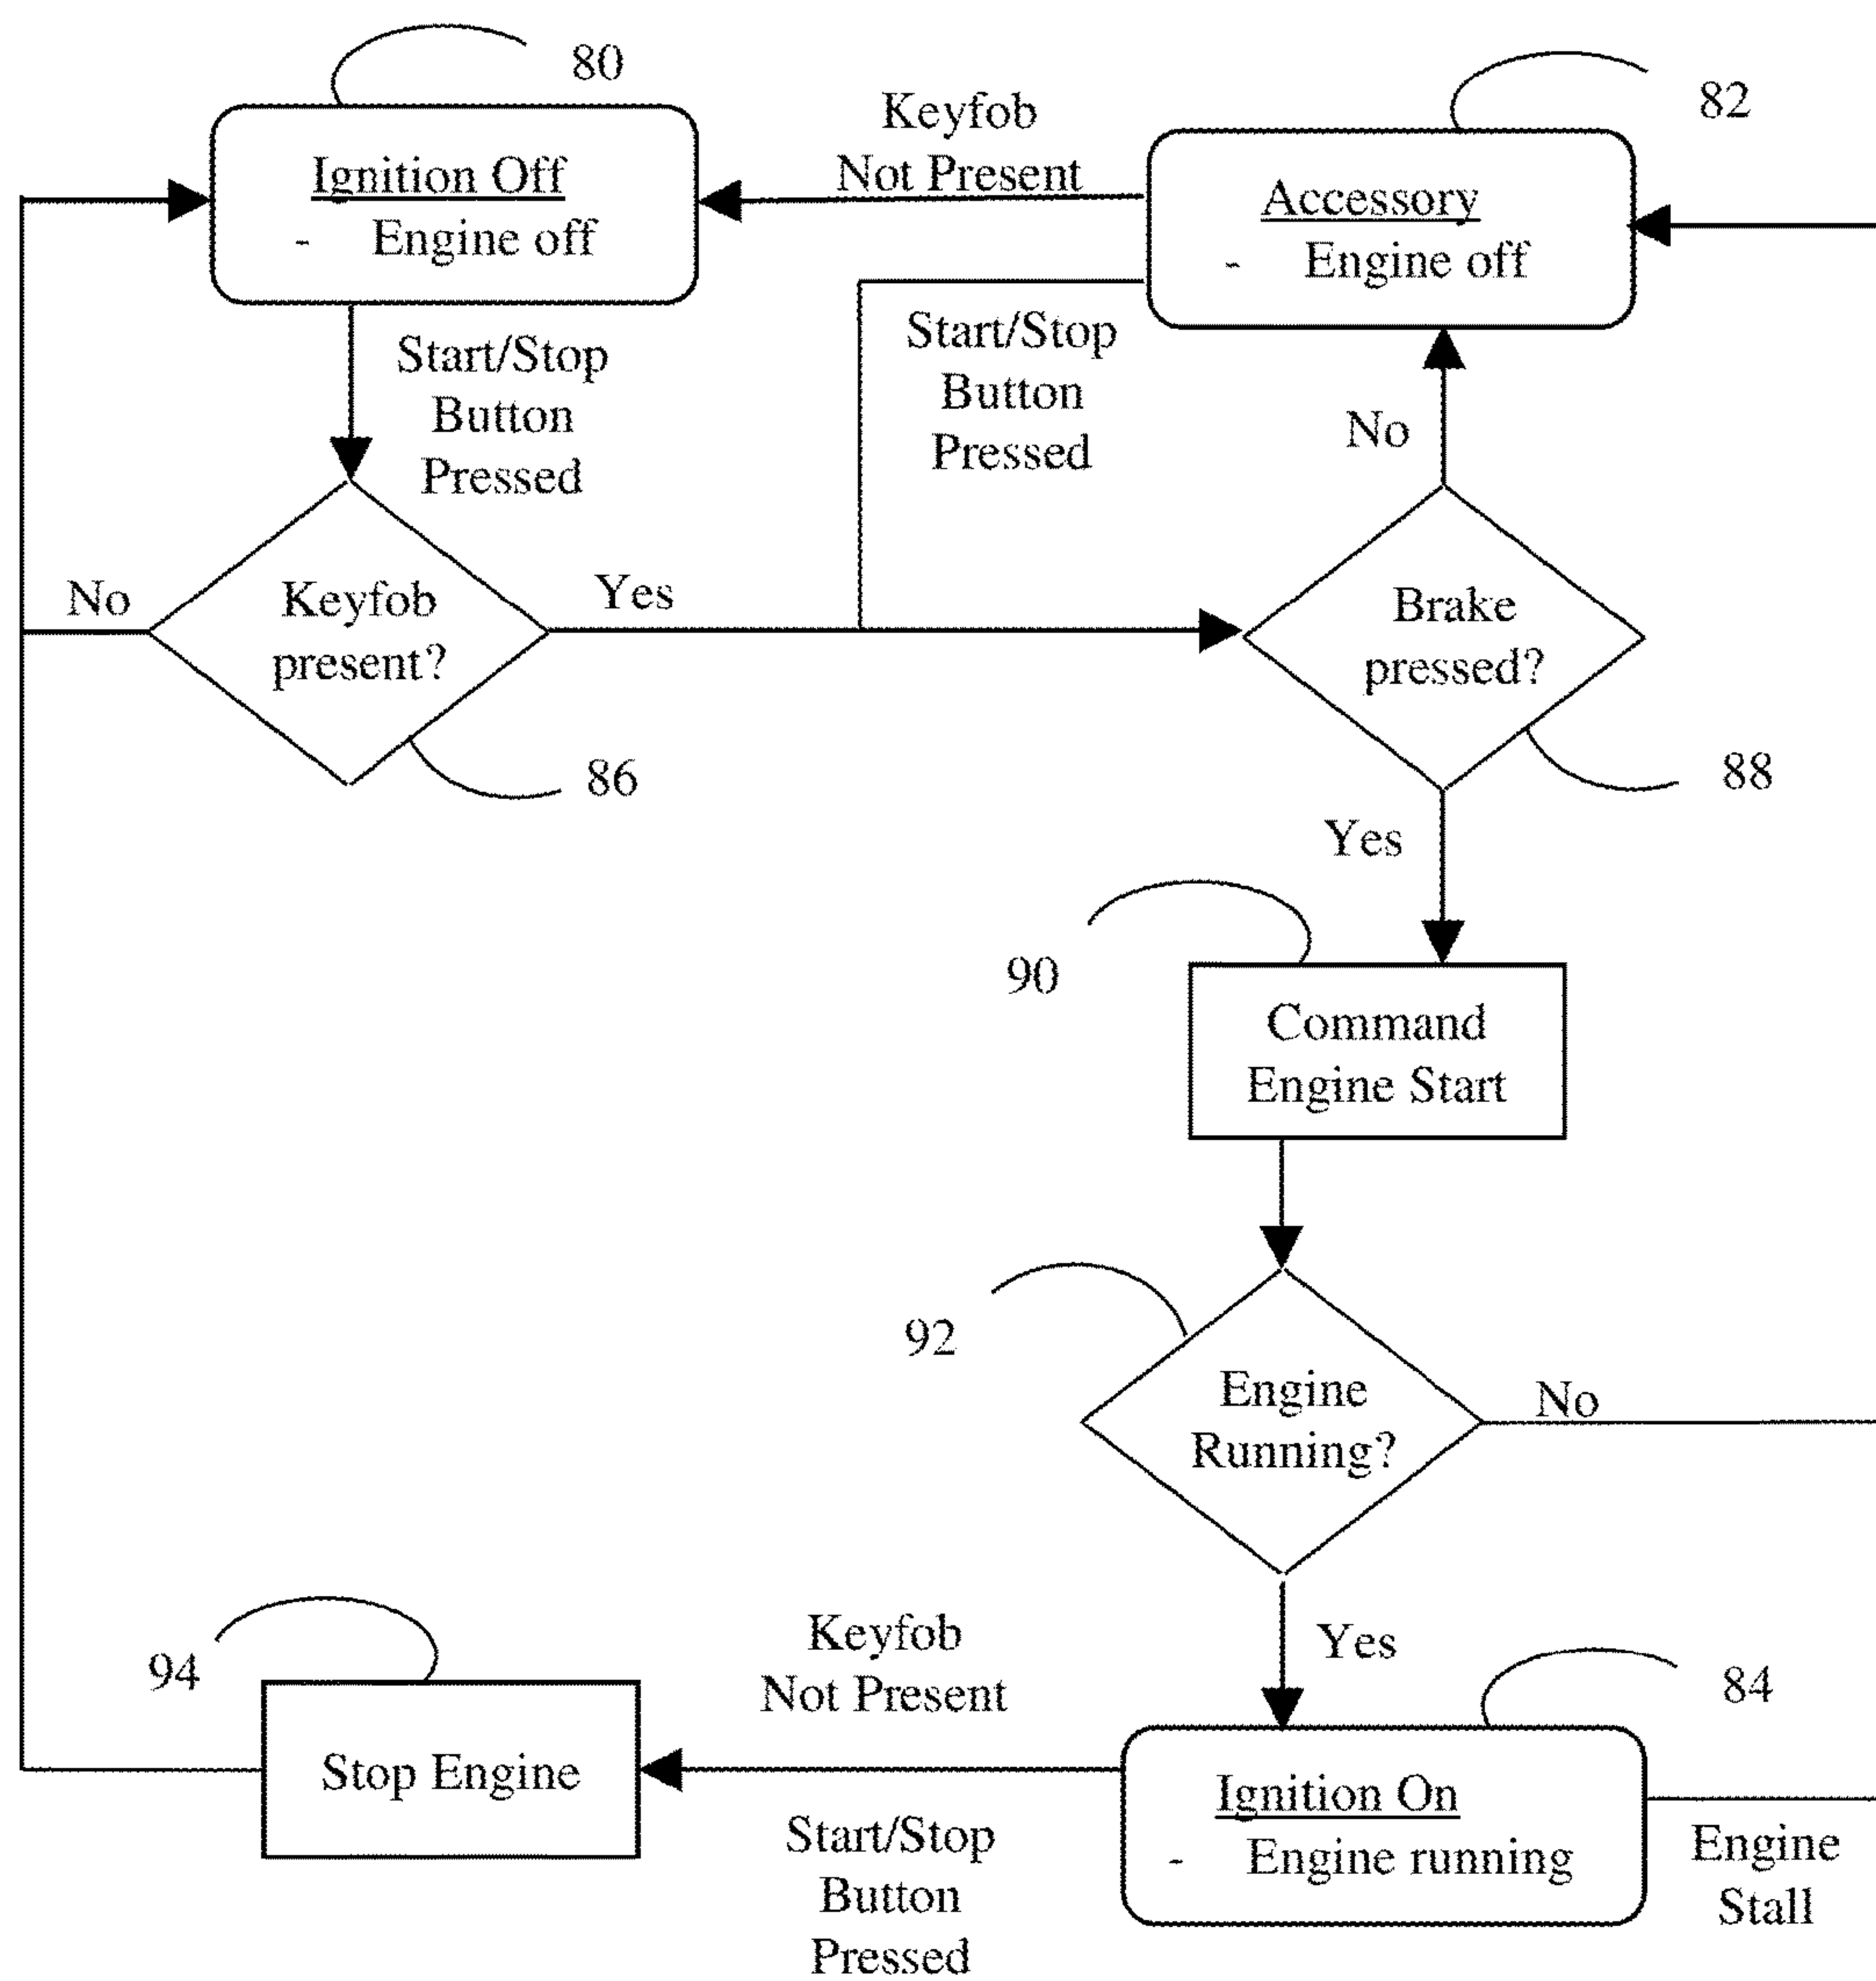 80
82
Keyfob
Not Present
Ignition Off
- Engine off
Accessory
- Engine off
Start/Stop
Button
Pressed
Start/Stop
Button
Pressed
No
No
Keyfob
present?
Yes
Brake
pressed?
86
88
Yes
90
Command
Engine Start
92
Engine
Running?
No
Keyfob
Not Present
Yes
94
84
Stop Engine
Ignition On
- Engine running
Start/Stop
Button
Pressed
Engine
Stall